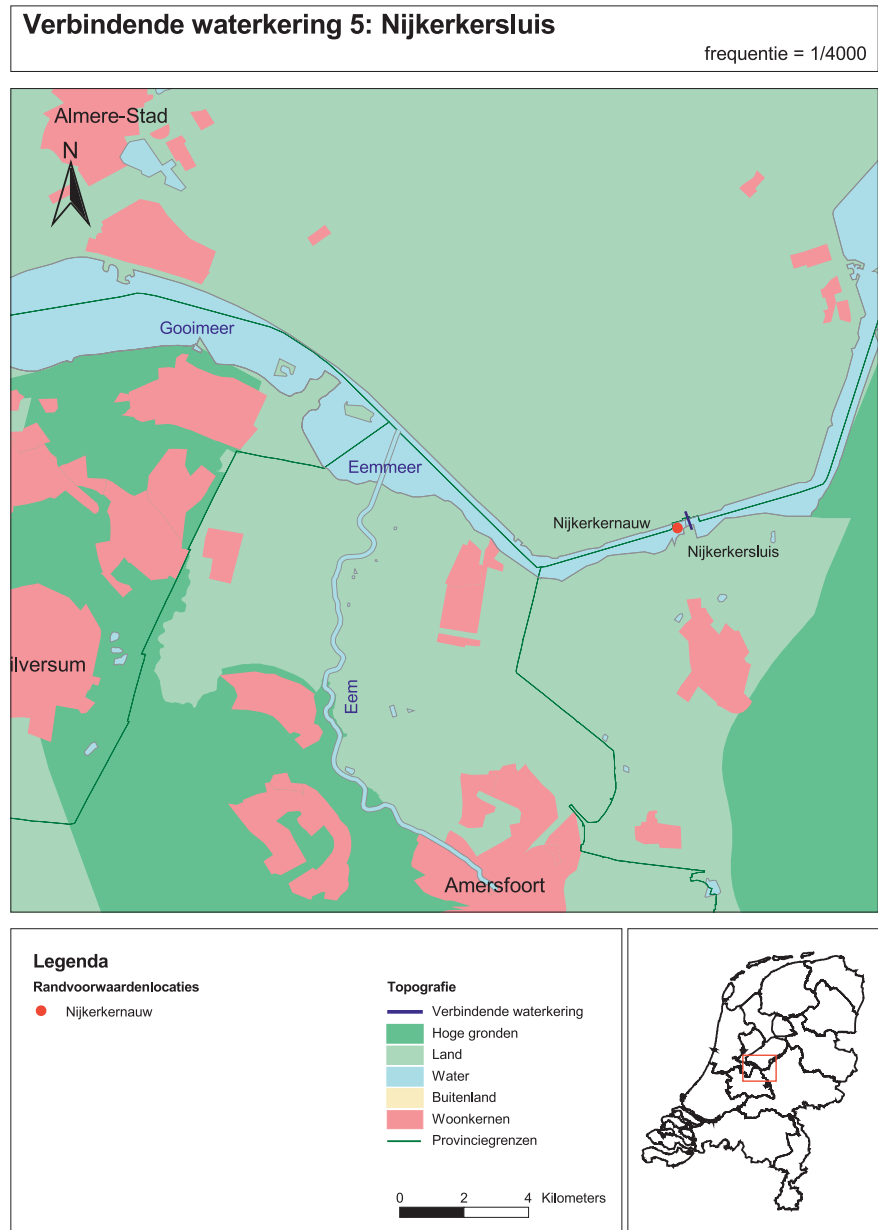 Verbindende waterkering 5: Nijkerkersluis
frequentie = 1/4000
Almere-Stad
N
Gooimeer
Eemmeer
Nijkerkernauw
Nijkerkersluis
ilversum
Eem
Amersfoort
Legenda
Randvoorwaardenlocaties
Nijkerkernauw
Topografie
Verbindende waterkering
Hoge gronden
Land
Water
Buitenland
Woonkernen
Provinciegrenzen
0 2 4 Kilometers